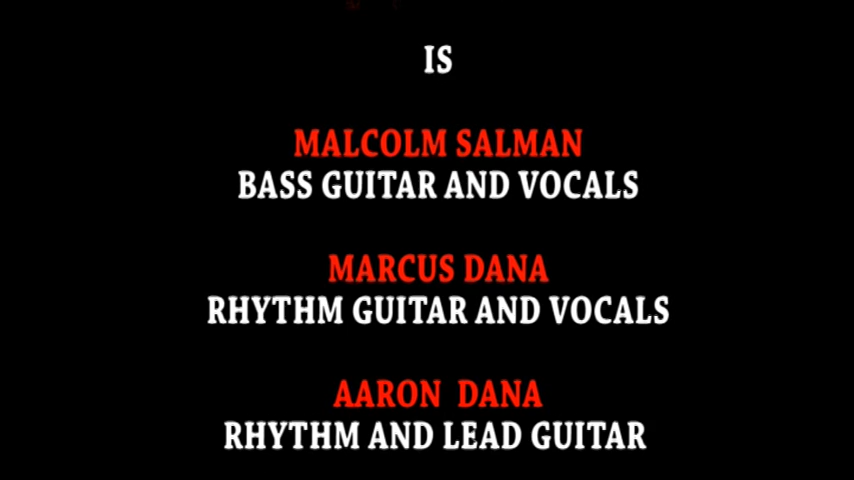 IS
MALCOLM SALMAN
BASS GUITAR AND VOCALS
MARCUS DANA
RHYTHM GUITAR AND VOCALS
AARON DANA
RHYTHM AND LEAD GUITAR